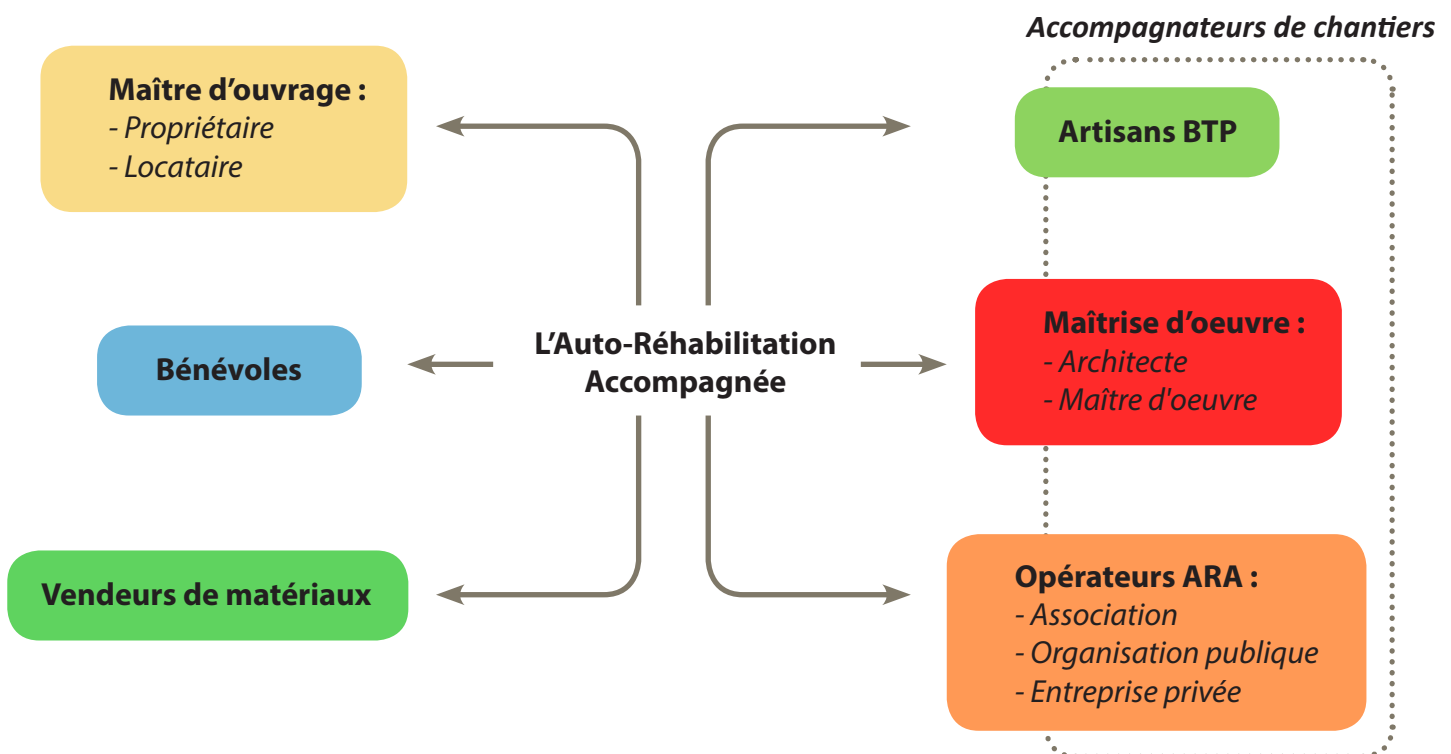 Accompagnateurs de chantiers
Maître d’ouvrage :
- Propriétaire
- Locataire
Artisans BTP
Bénévoles
L’Auto-Réhabilitation
Accompagnée
Maîtrise d’oeuvre :
- Architecte
- Maître d'oeuvre
Vendeurs de matériaux
Opérateurs ARA :
- Association
- Organisation publique
- Entreprise privée